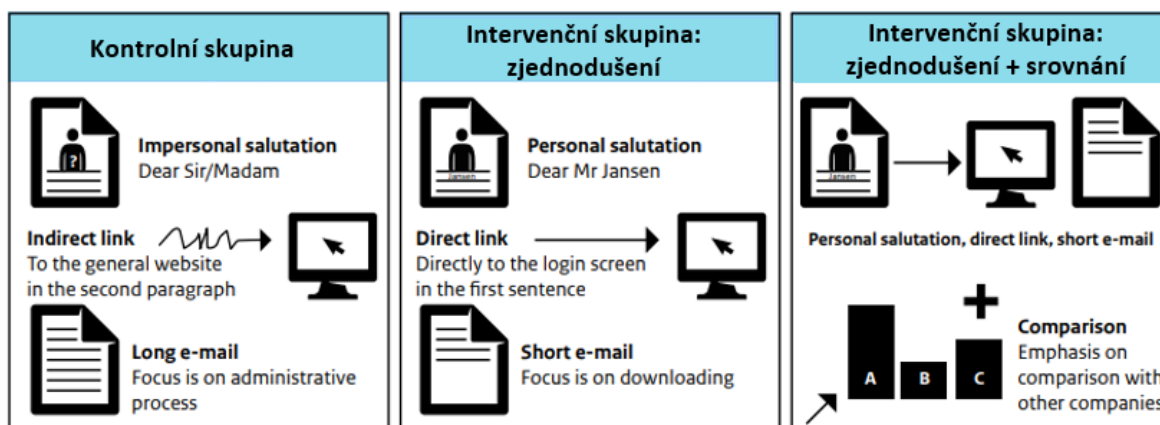 Kontrolní skupina
?
Impersonal salutation
Dear Sir/Madam
Indirect link
To the general website
in the second paragraph
Long e-mail
Focus is on administrative
process
Intervenční skupina:
zjednodušení
Jansen
Personal salutation
Dear Mr Jansen
Direct link
Directly to the login screen
in the first sentence
Short e-mail
Focus is on downloading
Intervenční skupina:
zjednodušení + srovnání
Jansen
Personal salutation, direct link, short e-mail
+
A B C
Comparison
Emphasis on
comparison with
other companies